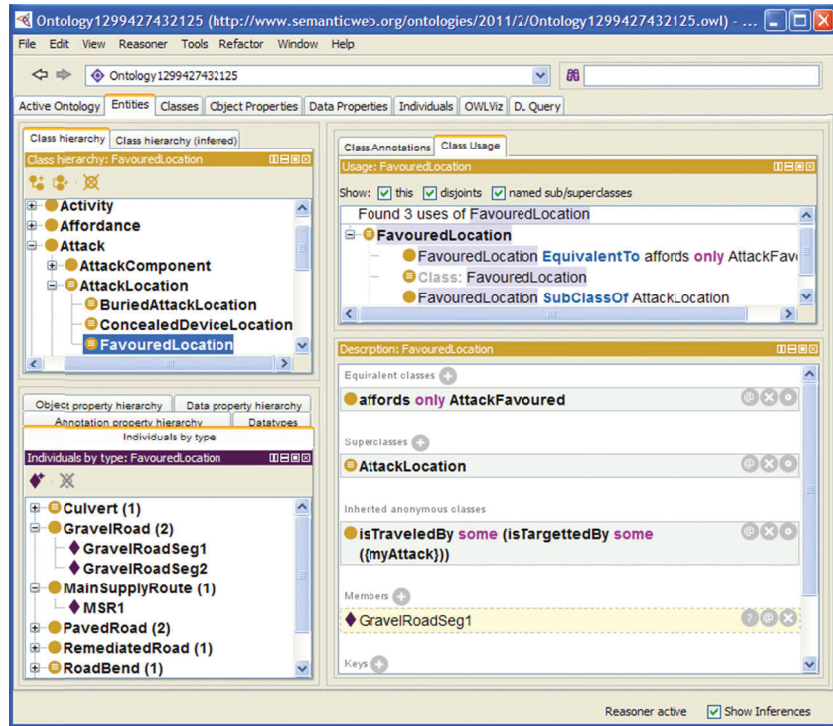 Ontology1299427432125 (http://www.semanticweb.org/ontologies/2011/2/Ontology1299427432125.owl) - ...
File Edit View Reasoner Tools Refactor Window Help
Ontology1299427432125
Active Ontology Entities Classes Object Properties Data Properties Individuals OWLViz DL Query
Class hierarchy Class hierarchy (inferred)
Class hierarchy: FavouredLocation
Activity
Affordance
Attack
AttackComponent
AttackLocation
BuriedAttackLocation
ConcealedDeviceLocation
FavouredLocation
Object property hierarchy Data property hierarchy
Annotation property hierarchy Datatypes
Individuals by type
Individuals by type: FavouredLocation
Culvert (1)
GravelRoad (2)
GravelRoadSeg1
GravelRoadSeg2
MainSupplyRoute (1)
MSR1
PavedRoad (2)
RemediatedRoad (1)
RoadBend (1)
Class Annotations Class Usage
Usage: FavouredLocation
Show: this disjoints named sub/superclasses
Found 3 uses of FavouredLocation
FavouredLocation
FavouredLocation EquivalentTo affords only AttackFavo
Class: FavouredLocation
FavouredLocation SubClassOf AttackLocation
Description: FavouredLocation
Equivalent classes
affords only AttackFavoured
Superclasses
AttackLocation
Inherited anonymous classes
isTraveledBy some (isTargettedBy some
({myAttack}))
Members
GravelRoadSeg1
Keys
Reasoner active Show Inferences